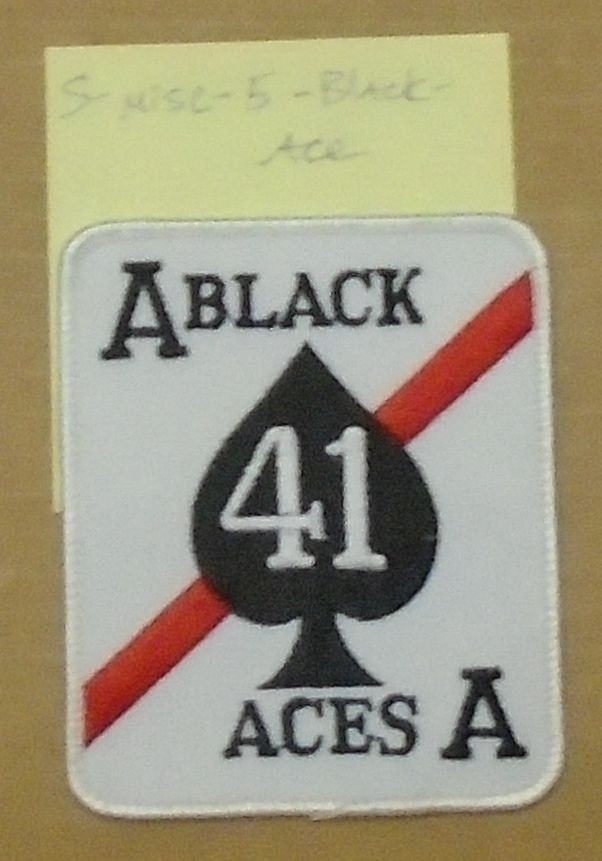 S-MISC-5-Black-
Ace
A BLACK
41
ACES A